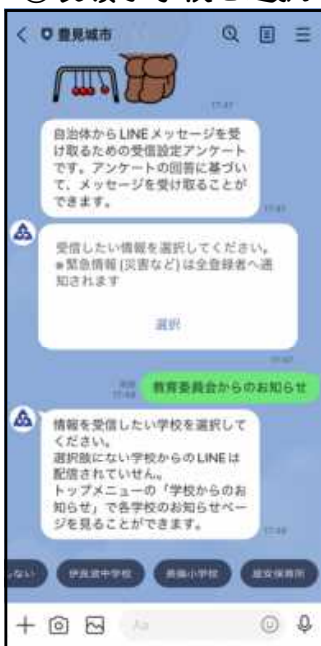 豊見城市
自治体からLINEメッセージを受
け取るための受信設定アンケート
です。アンケートの回答に基づい
て、メッセージを受け取ることが
できます。
受信したい情報を選択してください。
※緊急情報(災害など)は全登録者へ通
知されます
選択
教育委員会からのお知らせ
情報を受信したい学校を選択して
ください。
選択肢にない学校からのLINEは
配信されていせん。
トップメニューの「学校からのお
知らせ」で各学校のお知らせペー
ジを見ることができます。
17:48
しない 伊良波中学校 長嶺小学校 座安保育所
Aa